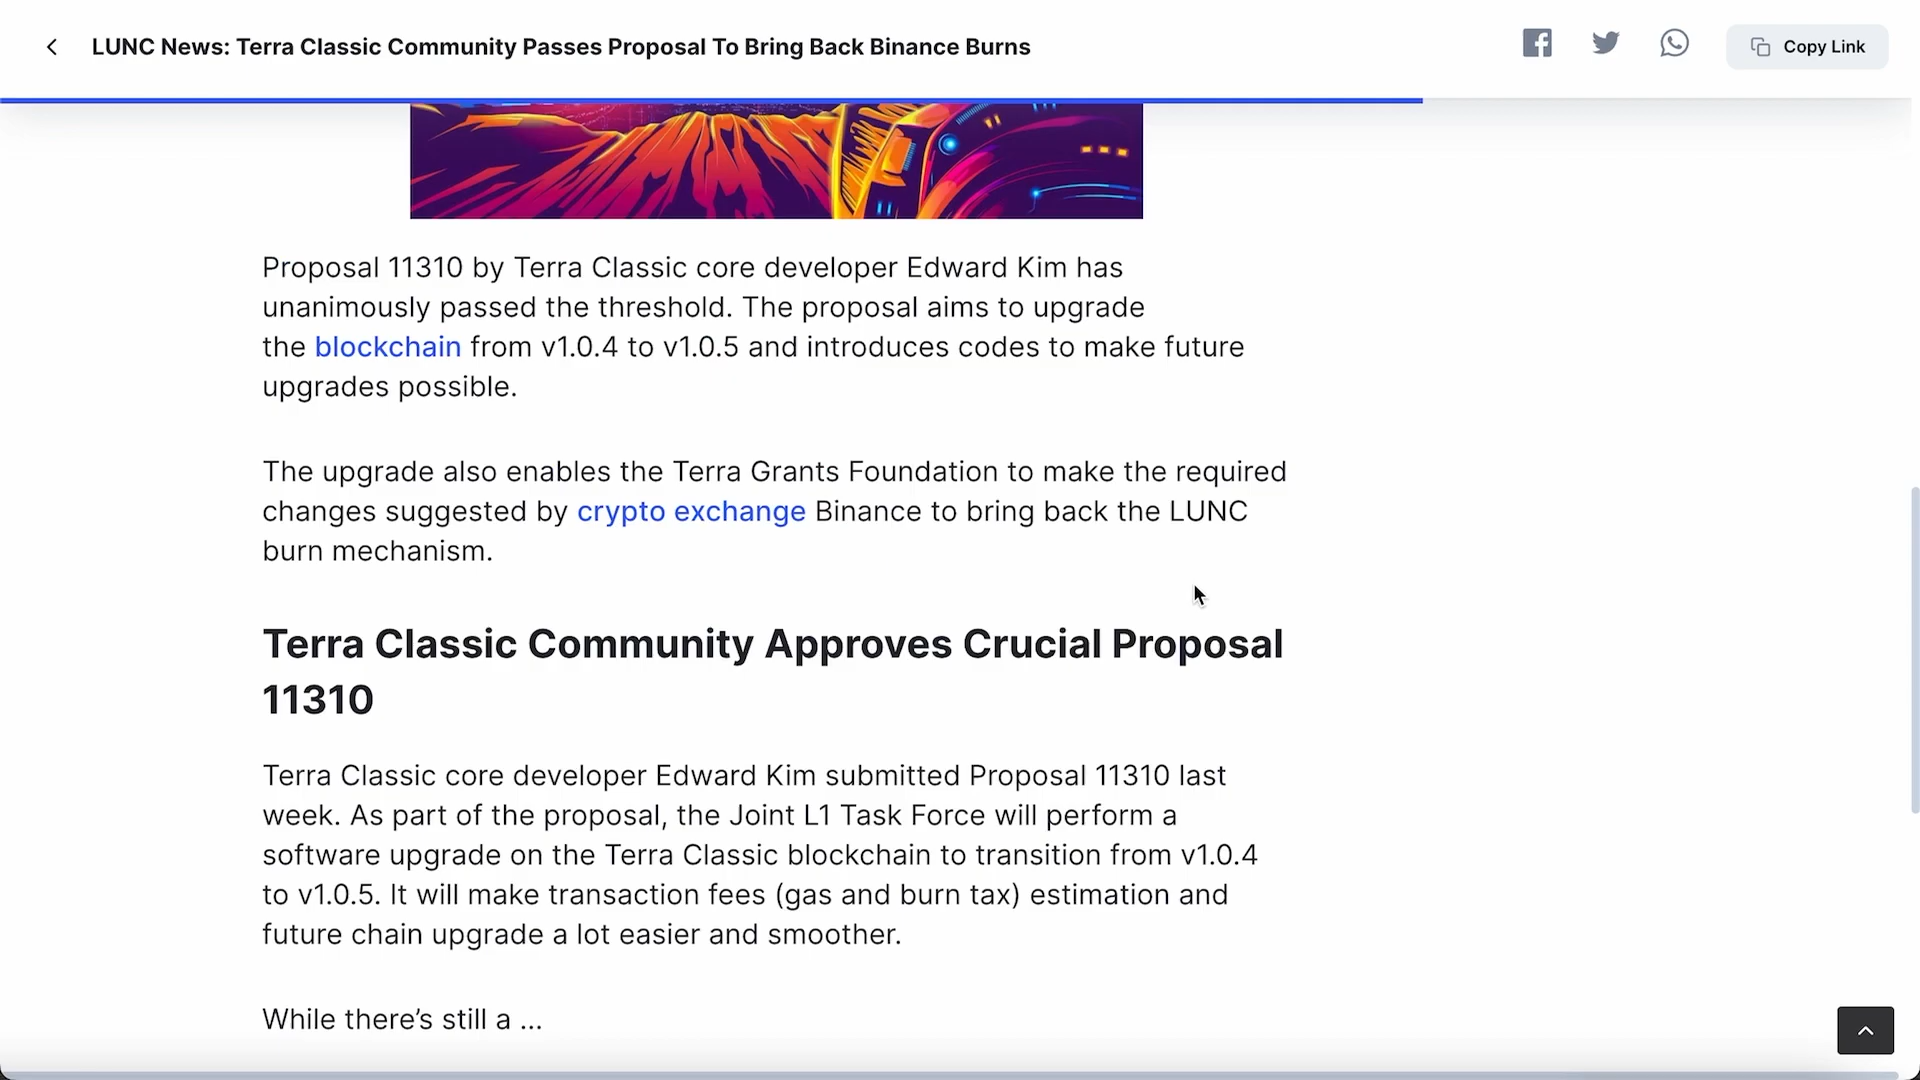 LUNC News: Terra Classic Community Passes Proposal To Bring Back Binance Burns
Copy Link
Proposal 11310 by Terra Classic core developer Edward Kim has
unanimously passed the threshold. The proposal aims to upgrade
the blockchain from v1.0.4 to v1.0.5 and introduces codes to make future
upgrades possible.
The upgrade also enables the Terra Grants Foundation to make the required
changes suggested by crypto exchange Binance to bring back the LUNC
burn mechanism.
Terra Classic Community Approves Crucial Proposal
11310
Terra Classic core developer Edward Kim submitted Proposal 11310 last
week. As part of the proposal, the Joint L1 Task Force will perform a
software upgrade on the Terra Classic blockchain to transition from v1.0.4
to v1.0.5. It will make transaction fees (gas and burn tax) estimation and
future chain upgrade a lot easier and smoother.
While there’s still a ...